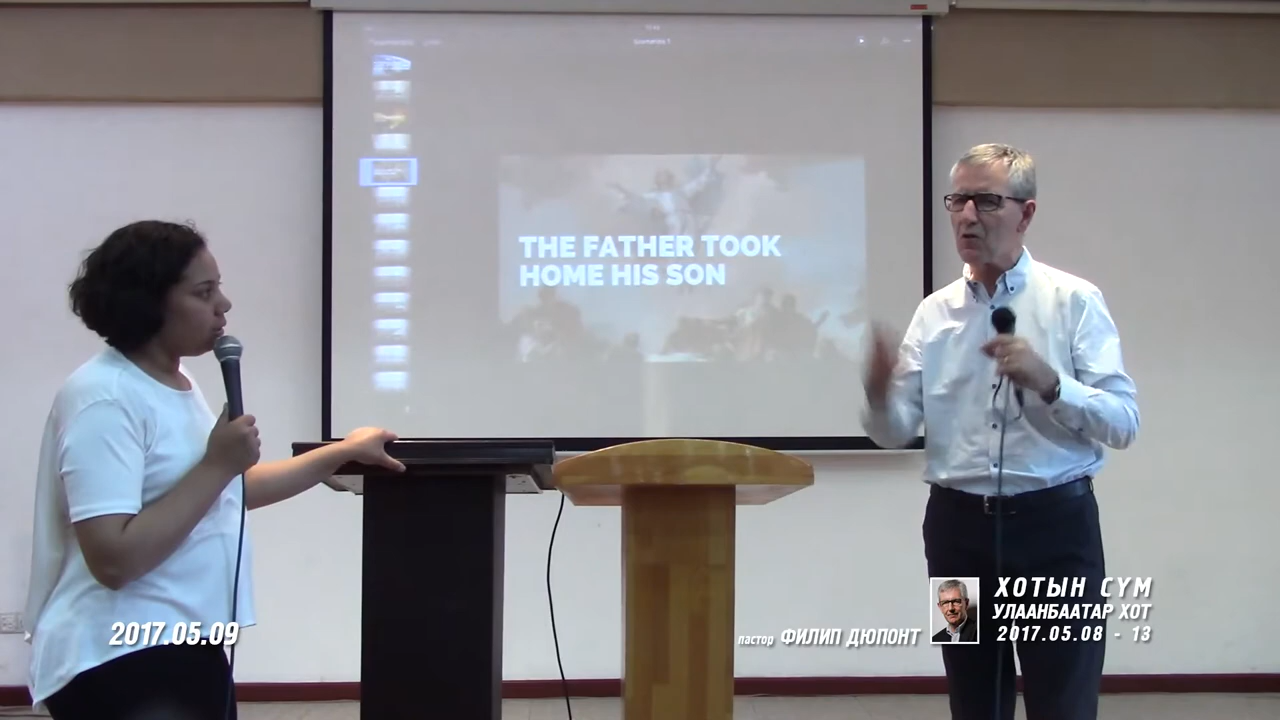 THE FATHER TOOK
HOME HIS SON
2017.05.09
пастор ФИЛИП ДЮПОНТ
ХОТЫН СҮМ
УЛААНБААТАР ХОТ
2017.05.08 - 13